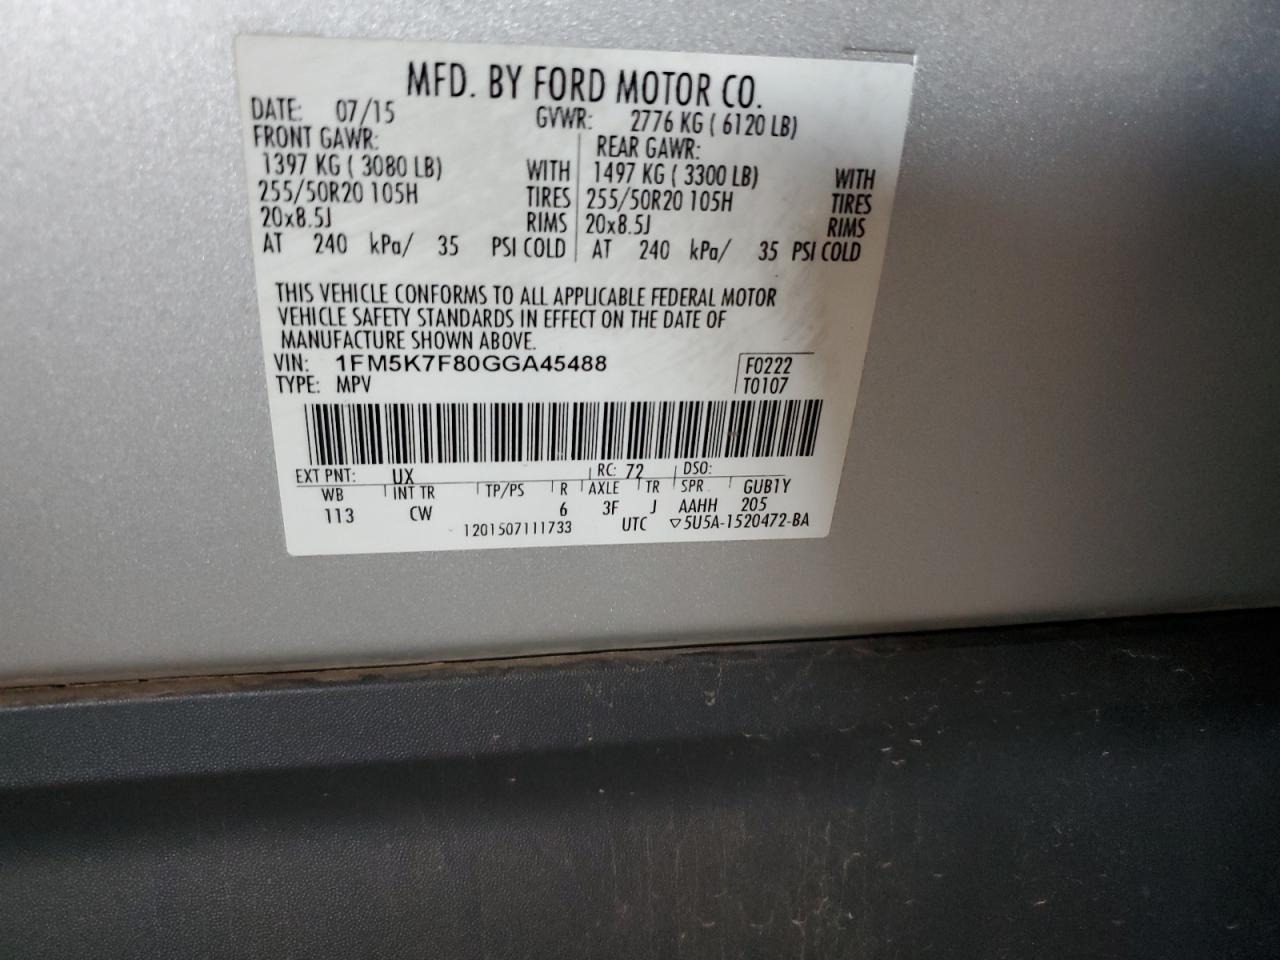 MFD. BY FORD MOTOR CO.
DATE: 07/15 GVWR: 2776 KG ( 6120 LB)
FRONT GAWR: REAR GAWR:
1397 KG ( 3080 LB) WITH 1497 KG ( 3300 LB) WITH
255/50R20 105H TIRES 255/50R20 105H TIRES
20x8.5J RIMS 20x8.5J RIMS
AT 240 kPa/ 35 PSI COLD AT 240 kPa/ 35 PSI COLD
THIS VEHICLE CONFORMS TO ALL APPLICABLE FEDERAL MOTOR
VEHICLE SAFETY STANDARDS IN EFFECT ON THE DATE OF
MANUFACTURE SHOWN ABOVE.
VIN: 1FM5K7F80GGA45488 F0222
TYPE: MPV T0107
EXT PNT: UX RC: 72 DSO:
WB INT TR TP/PS R AXLE TR SPR GUB1Y
113 CW 6 3F J AAHH 205
1201507111733 UTC ▽5U5A-1520472-BA